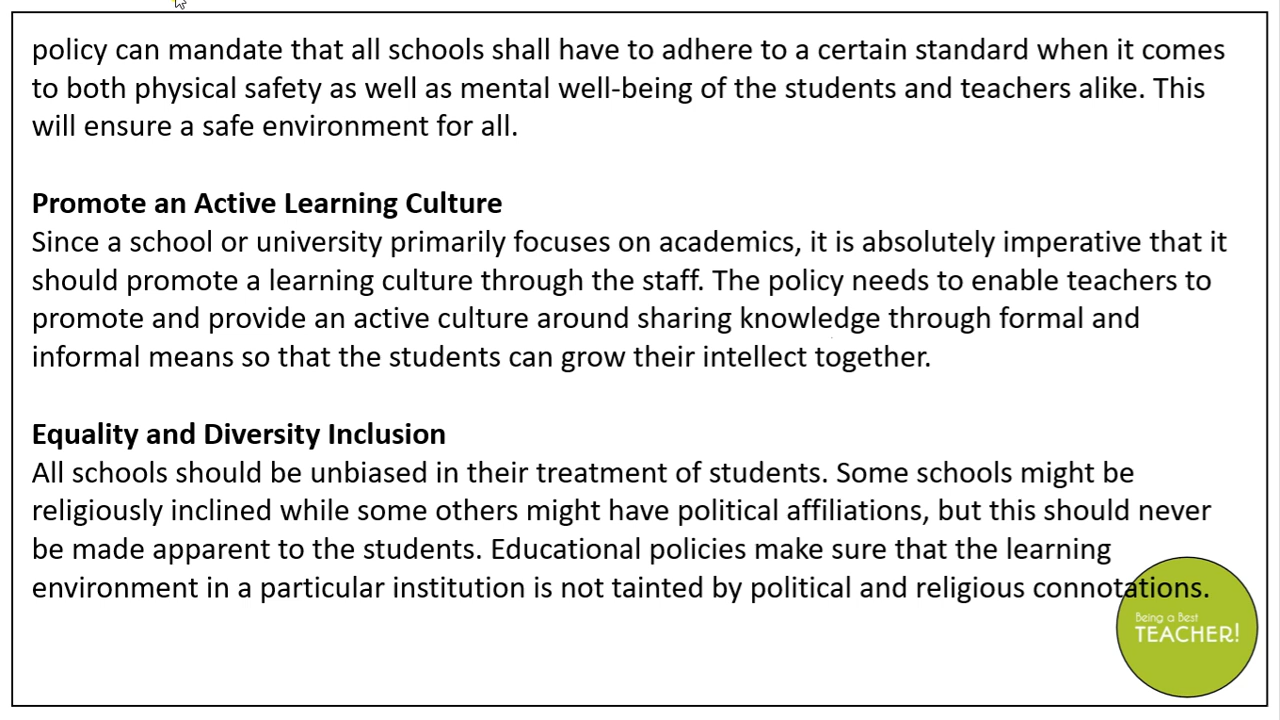 policy can mandate that all schools shall have to adhere to a certain standard when it comes
to both physical safety as well as mental well-being of the students and teachers alike. This
will ensure a safe environment for all.
Promote an Active Learning Culture
Since a school or university primarily focuses on academics, it is absolutely imperative that it
should promote a learning culture through the staff. The policy needs to enable teachers to
promote and provide an active culture around sharing knowledge through formal and
informal means so that the students can grow their intellect together.
Equality and Diversity Inclusion
All schools should be unbiased in their treatment of students. Some schools might be
religiously inclined while some others might have political affiliations, but this should never
be made apparent to the students. Educational policies make sure that the learning
environment in a particular institution is not tainted by political and religious connotations.
Being a Best
TEACHER!